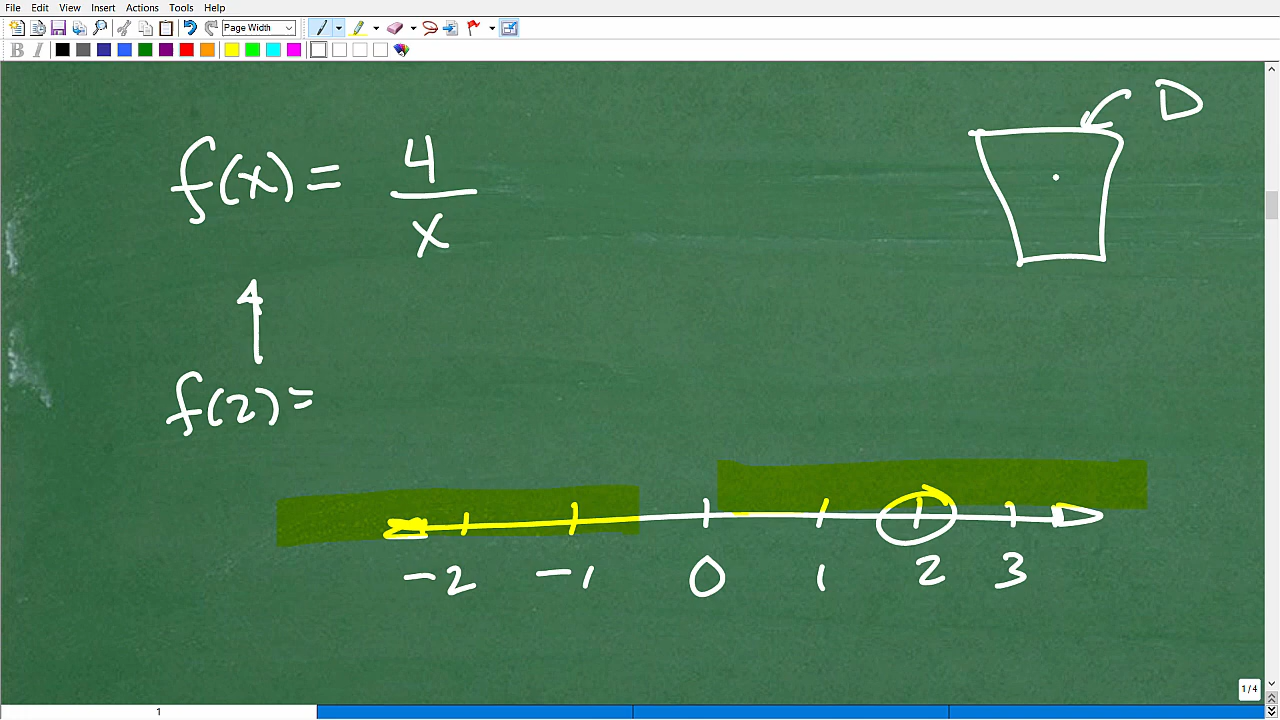 File Edit View Insert Actions Tools Help
Page Width
B I
f(x) = 4/x
D
f(2) =
-2 -1 0 1 2 3
1/4
1